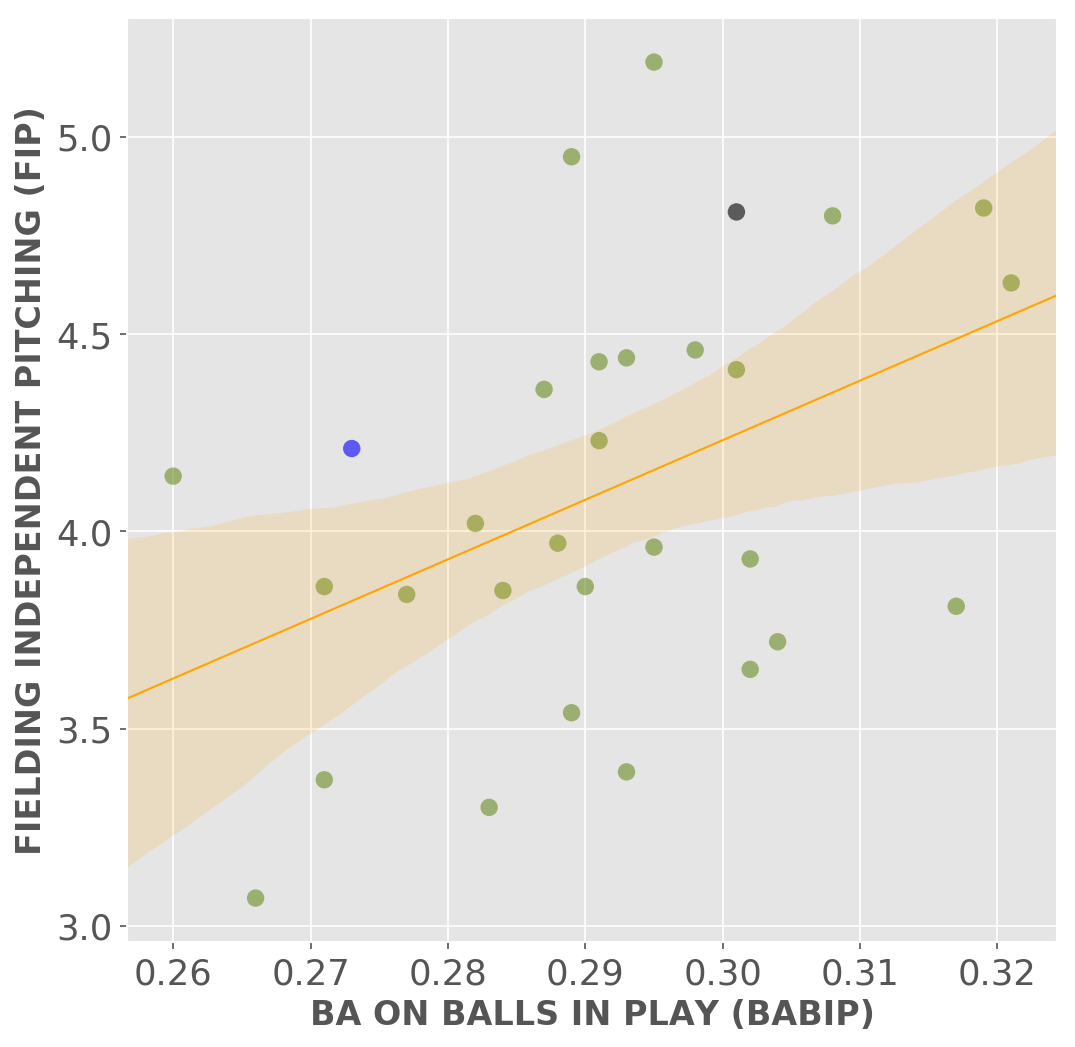 FIELDING INDEPENDENT PITCHING (FIP)
5.0
4.5
4.0
3.5
3.0
0.26 0.27 0.28 0.29 0.30 0.31 0.32
BA ON BALLS IN PLAY (BABIP)